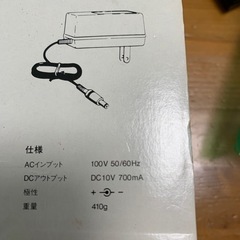 仕様
ACインプット 100V 50/60Hz
DCアウトプット DC10V 700mA
極性 + -
重量 410g